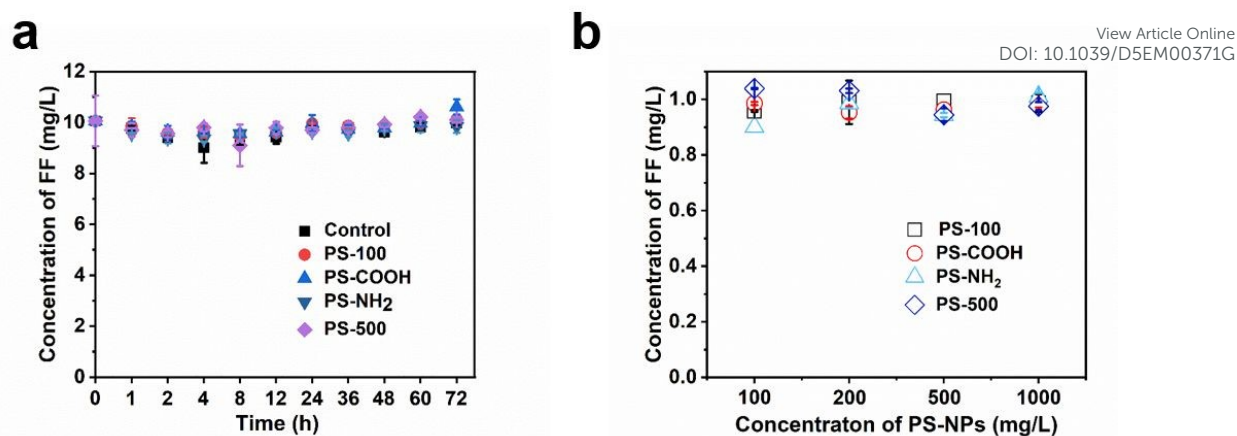 a
b
View Article Online
DOI: 10.1039/D5EM00371G
Concentration of FF (mg/L)
12
10
8
6
4
2
0
Control
PS-100
PS-COOH
PS-NH2
PS-500
0 1 2 4 8 12 24 36 48 60 72
Time (h)
Concentration of FF (mg/L)
1.0
0.8
0.6
0.4
0.2
0.0
PS-100
PS-COOH
PS-NH₂
PS-500
100 200 500 1000
Concentraton of PS-NPs (mg/L)